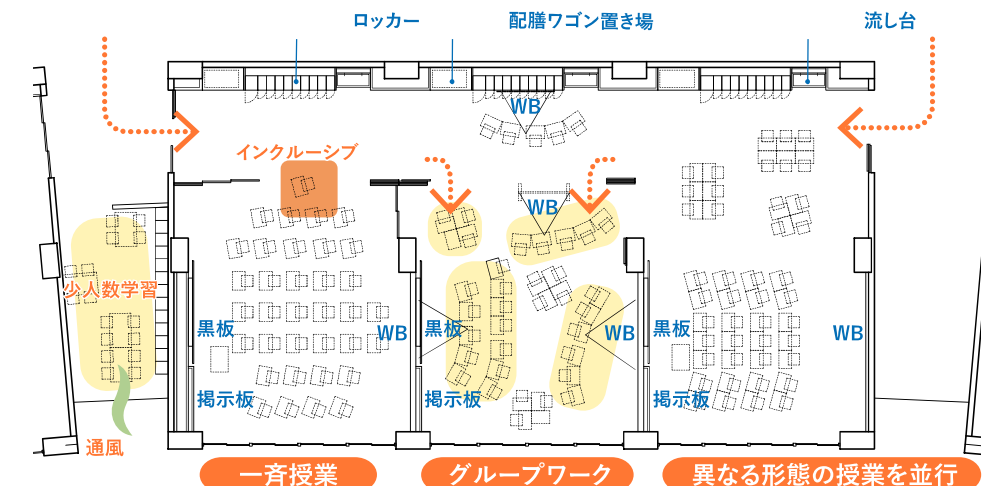 ロッカー
配膳ワゴン置き場
流し台
WB
インクルーシブ
WB
少人数学習
黒板
WB
黒板
WB
黒板
WB
掲示板
掲示板
掲示板
通風
一斉授業
グループワーク
異なる形態の授業を並行